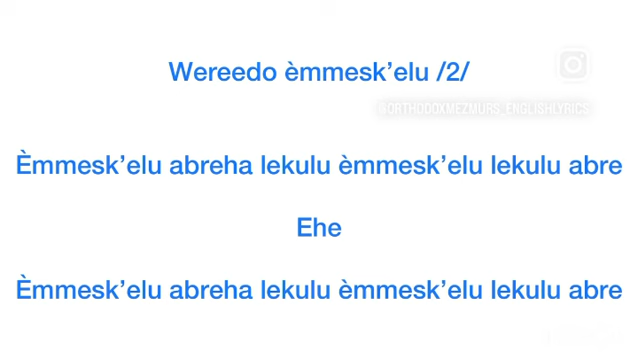 Wereedo èmmesk'elu /2/
@ORTHODOXMEZMURS_ENGLISHLYRICS
Èmmesk'elu abreha lekulu èmmesk'elu lekulu abre
Ehe
Èmmesk'elu abreha lekulu èmmesk'elu lekulu abre